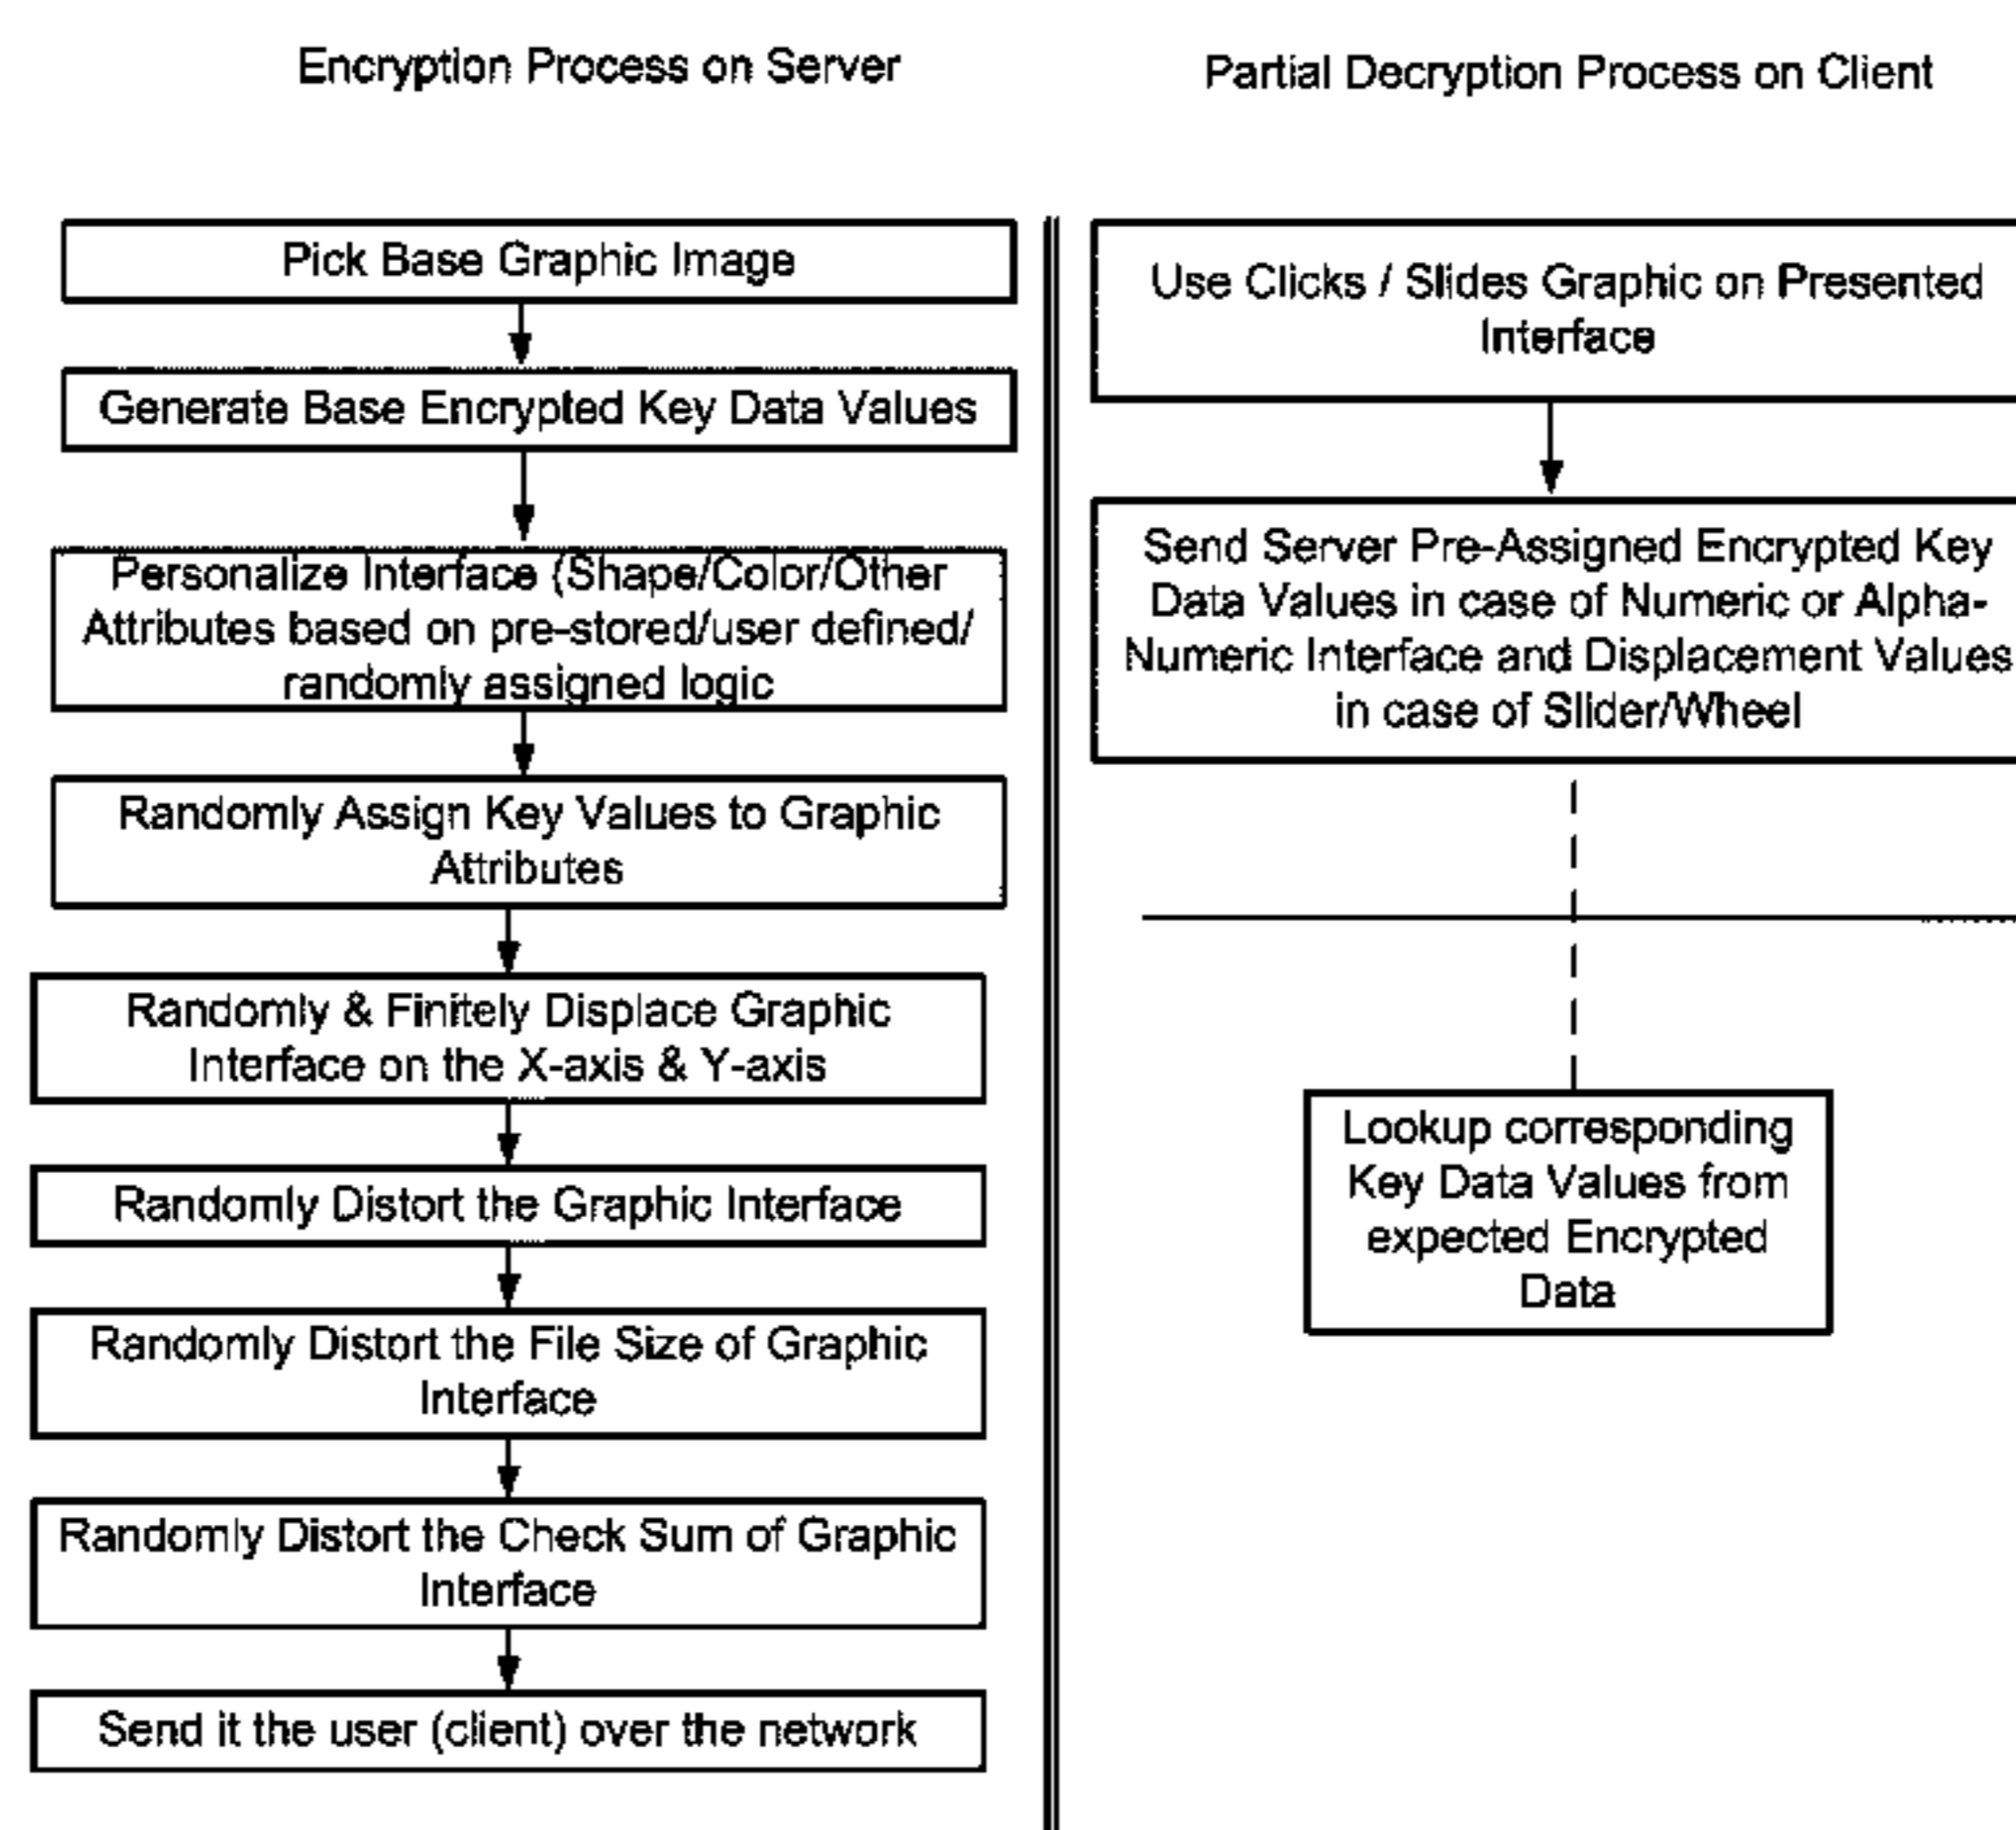 Encryption Process on Server
Pick Base Graphic Image
Generate Base Encrypted Key Data Values
Personalize Interface (Shape/Color/Other
Attributes based on pre-stored/user defined/
randomly assigned logic
Randomly Assign Key Values to Graphic
Attributes
Randomly & Finitely Displace Graphic
Interface on the X-axis & Y-axis
Randomly Distort the Graphic Interface
Randomly Distort the File Size of Graphic
Interface
Randomly Distort the Check Sum of Graphic
Interface
Send it the user (client) over the network
Partial Decryption Process on Client
Use Clicks / Slides Graphic on Presented
Interface
Send Server Pre-Assigned Encrypted Key
Data Values in case of Numeric or Alpha-
Numeric Interface and Displacement Values
in case of Slider/Wheel
Lookup corresponding
Key Data Values from
expected Encrypted
Data